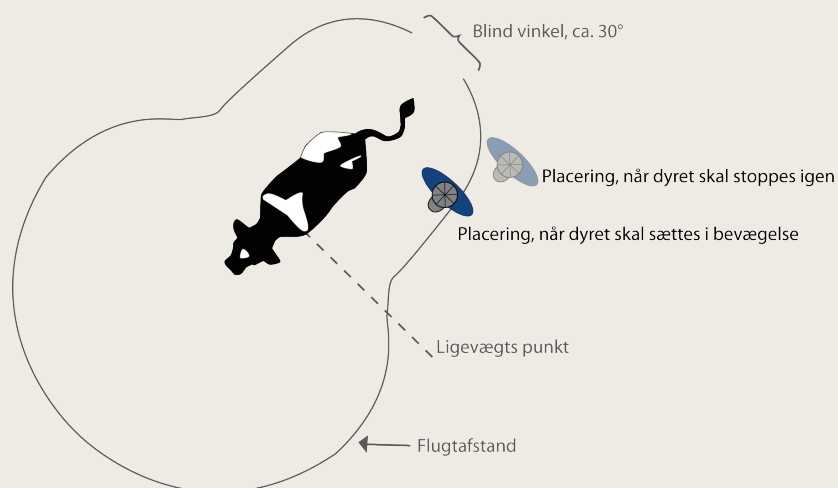 Blind vinkel, ca. 30°
Placering, når dyret skal stoppes igen
Placering, når dyret skal sættes i bevægelse
Ligevægts punkt
Flugtafstand